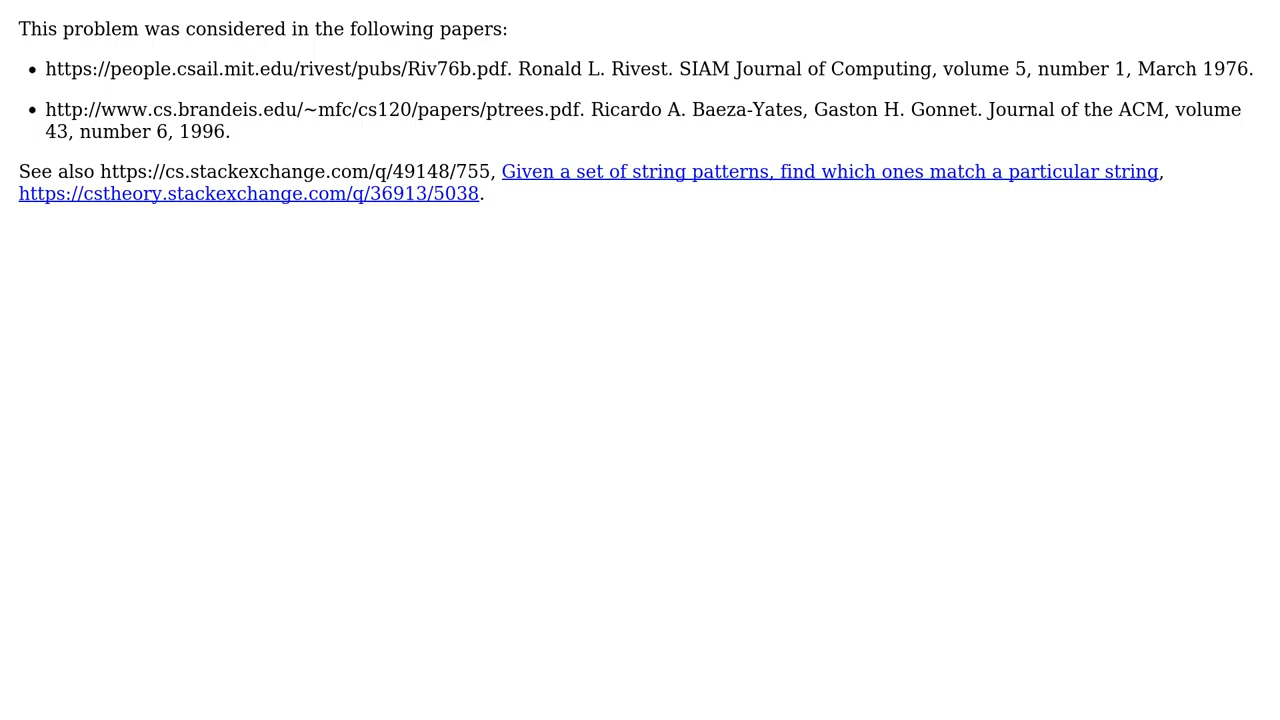 This problem was considered in the following papers:
• https://people.csail.mit.edu/rivest/pubs/Riv76b.pdf. Ronald L. Rivest. SIAM Journal of Computing, volume 5, number 1, March 1976.
• http://www.cs.brandeis.edu/~mfc/cs120/papers/ptrees.pdf. Ricardo A. Baeza-Yates, Gaston H. Gonnet. Journal of the ACM, volume
43, number 6, 1996.
See also https://cs.stackexchange.com/q/49148/755, Given a set of string patterns, find which ones match a particular string,
https://cstheory.stackexchange.com/q/36913/5038.